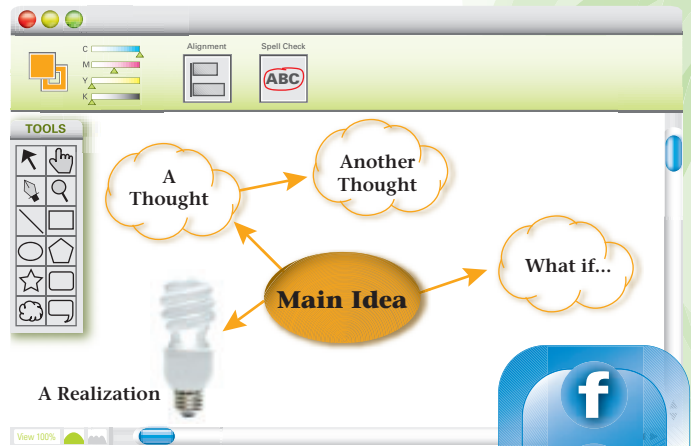 Alignment
Spell Check
C
M
Y
K
ABC
TOOLS
A
Thought
Another
Thought
What if...
Main Idea
A Realization
View 100%
f